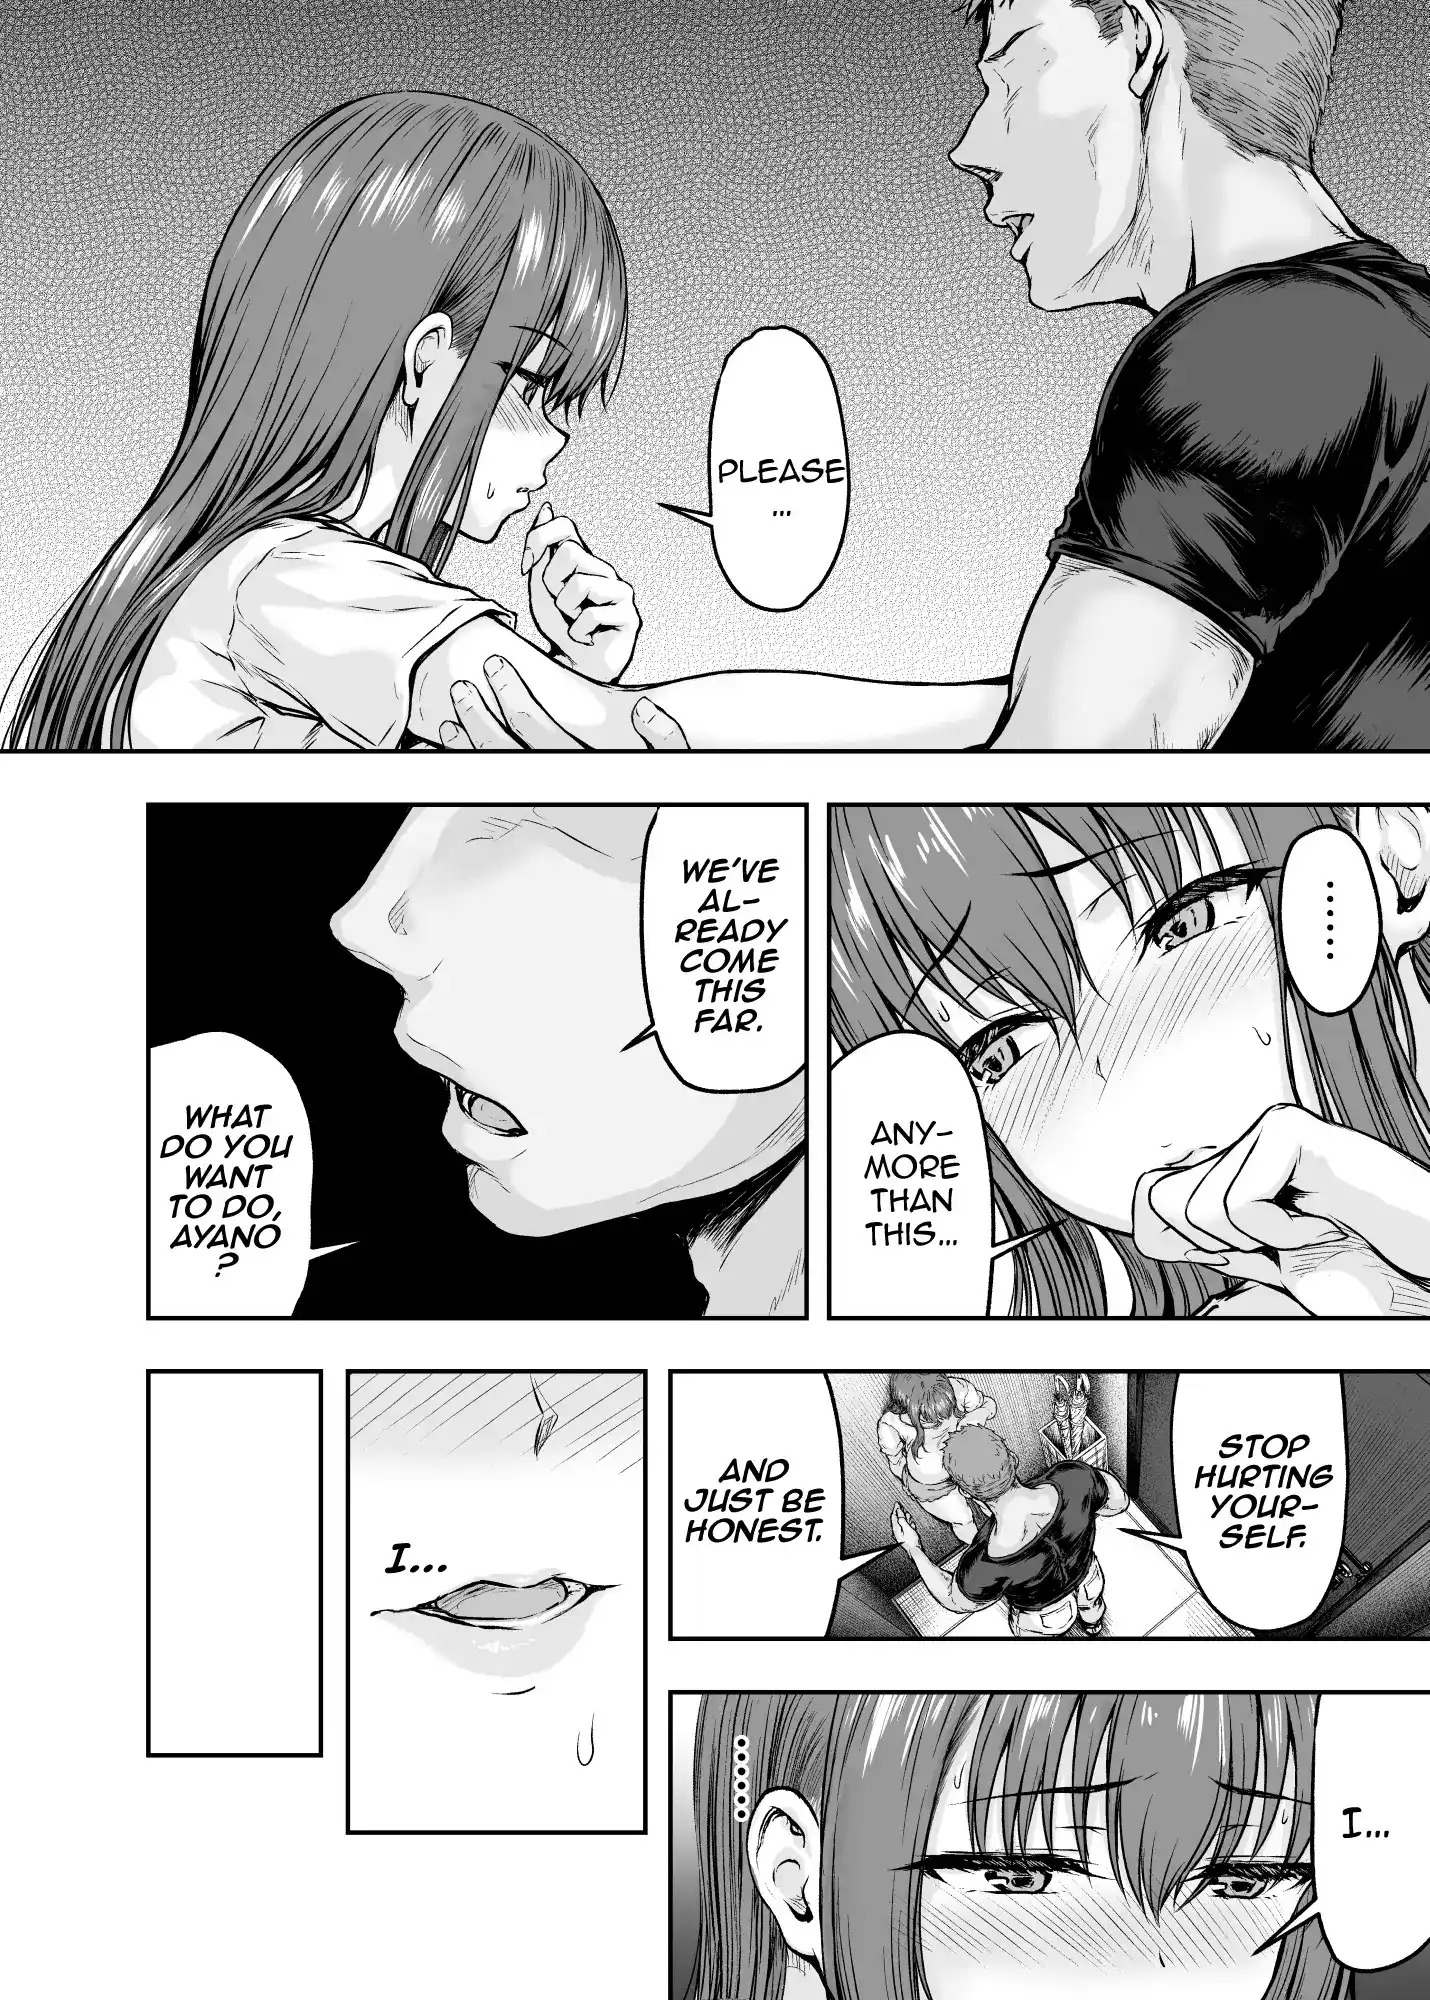 PLEASE
...
......
ANY-
MORE
THAN
THIS...
WE'VE
AL-
READY
COME
THIS
FAR.
WHAT
DO YOU
WANT
TO DO,
AYANO
?
STOP
HURTING
YOUR-
SELF.
AND
JUST BE
HONEST.
I...
......
I...